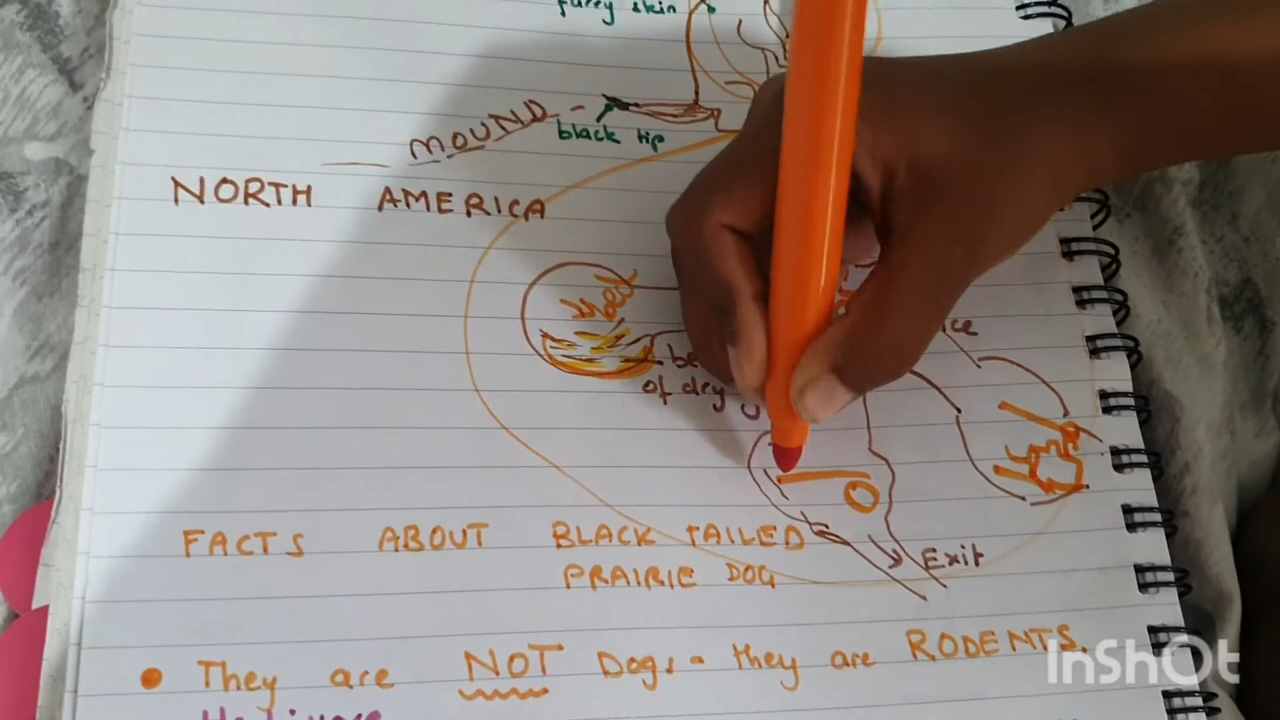 furry skin
MOUND
black tip
NORTH AMERICA
of dry
FACTS ABOUT BLACK TAILED
PRAIRIE DOG
Exit
• They are NOT Dogs - they are RODENTS.
InShOt